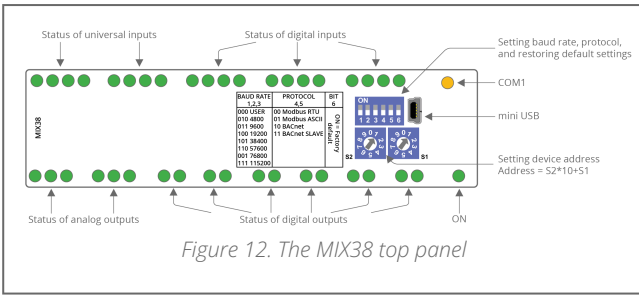 Status of universal inputs
Status of digital inputs
Setting baud rate, protocol,
and restoring default settings
COM1
mini USB
Setting device address
Address = S2*10+S1
MIX38
BAUD RATE
1,2,3
PROTOCOL
4,5
BIT
6
000 USER
010 4800
011 9600
100 19200
101 38400
110 57600
001 76800
111 115200
00 Modbus RTU
01 Modbus ASCII
10 BACnet
11 BACnet SLAVE
ON = Factory
default
ON
1 2 3 4 5 6
S2
S1
Status of analog outputs
Status of digital outputs
ON
Figure 12. The MIX38 top panel